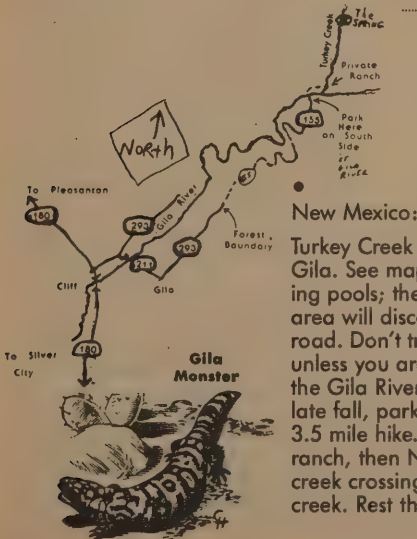 The
Spring
Turkey Creek
Private
Ranch
155
Park
Here
on South
Side
of
GILA
RIVER
NORTH
To Pleasanton
180
293
Gila River
Forest
Boundary
211
293
Gila
Cliff
To Silver
City
180
Gila
Monster
New Mexico:
Turkey Creek
Gila. See ma
ing pools; the
area will disc
road. Don't t
unless you ar
the Gila River
late fall, park
3.5 mile hike.
ranch, then N
creek crossing
creek. Rest th